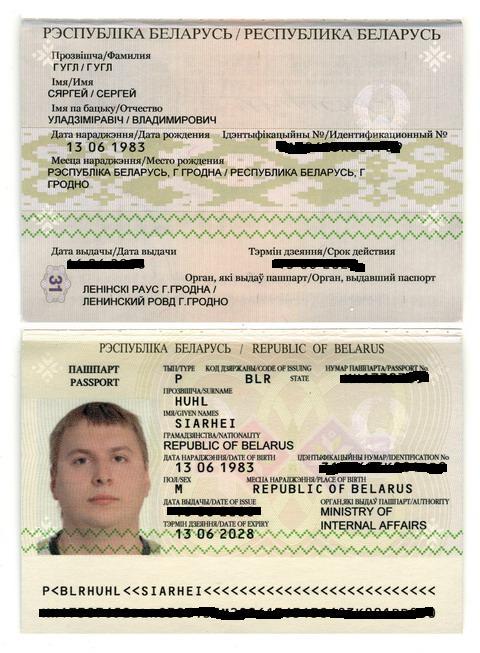 РЭСПУБЛІКА БЕЛАРУСЬ / РЕСПУБЛИКА БЕЛАРУСЬ
Прозвішча/Фамилия
ГУГЛ / ГУГЛ
Імя/Имя
СЯРГЕЙ / СЕРГЕЙ
Імя па бацьку/Отчество
УЛАДЗІМІРАВІЧ / ВЛАДИМИРОВИЧ
Дата нараджэння/Дата рождения Ідэнтыфікацыйны №/Идентификационный №
13 06 1983
Месца нараджэння/Место рождения
РЭСПУБЛІКА БЕЛАРУСЬ, Г ГРОДНА / РЕСПУБЛИКА БЕЛАРУСЬ, Г
ГРОДНО
Дата выдачы/Дата выдачи Тэрмін дзеяння/Срок действия
Орган, які выдаў пашпарт/Орган, выдавший паспорт
31
ЛЕНІНСКІ РАУС Г.ГРОДНА /
ЛЕНИНСКИЙ РОВД Г.ГРОДНО
РЭСПУБЛІКА БЕЛАРУСЬ / REPUBLIC OF BELARUS
ПАШПАРТ
PASSPORT
ТЫП/TYPE КОД ДЗЯРЖАВЫ/CODE OF ISSUING STATE НУМАР ПАШПАРТА/PASSPORT No
P BLR
ПРОЗВІШЧА/SURNAME
HUHL
ІМЯ/GIVEN NAMES
SIARHEI
ГРАМАДЗЯНСТВА/NATIONALITY
REPUBLIC OF BELARUS
ДАТА НАРАДЖЭННЯ/DATE OF BIRTH ІДЭНТЫФІКАЦЫЙНЫ НУМАР/IDENTIFICATION No
13 06 1983
ПОЛ/SEX МЕСЦА НАРАДЖЭННЯ/PLACE OF BIRTH
M REPUBLIC OF BELARUS
ДАТА ВЫДАЧЫ/DATE OF ISSUE ОРГАН,ЯКІ ВЫДАЎ ПАШПАРТ/AUTHORITY
MINISTRY OF
ТЭРМІН ДЗЕЯННЯ/DATE OF EXPIRY INTERNAL AFFAIRS
13 06 2028
P<BLRHUHL<<SIARHEI<<<<<<<<<<<<<<<<<<<<<<<<<<